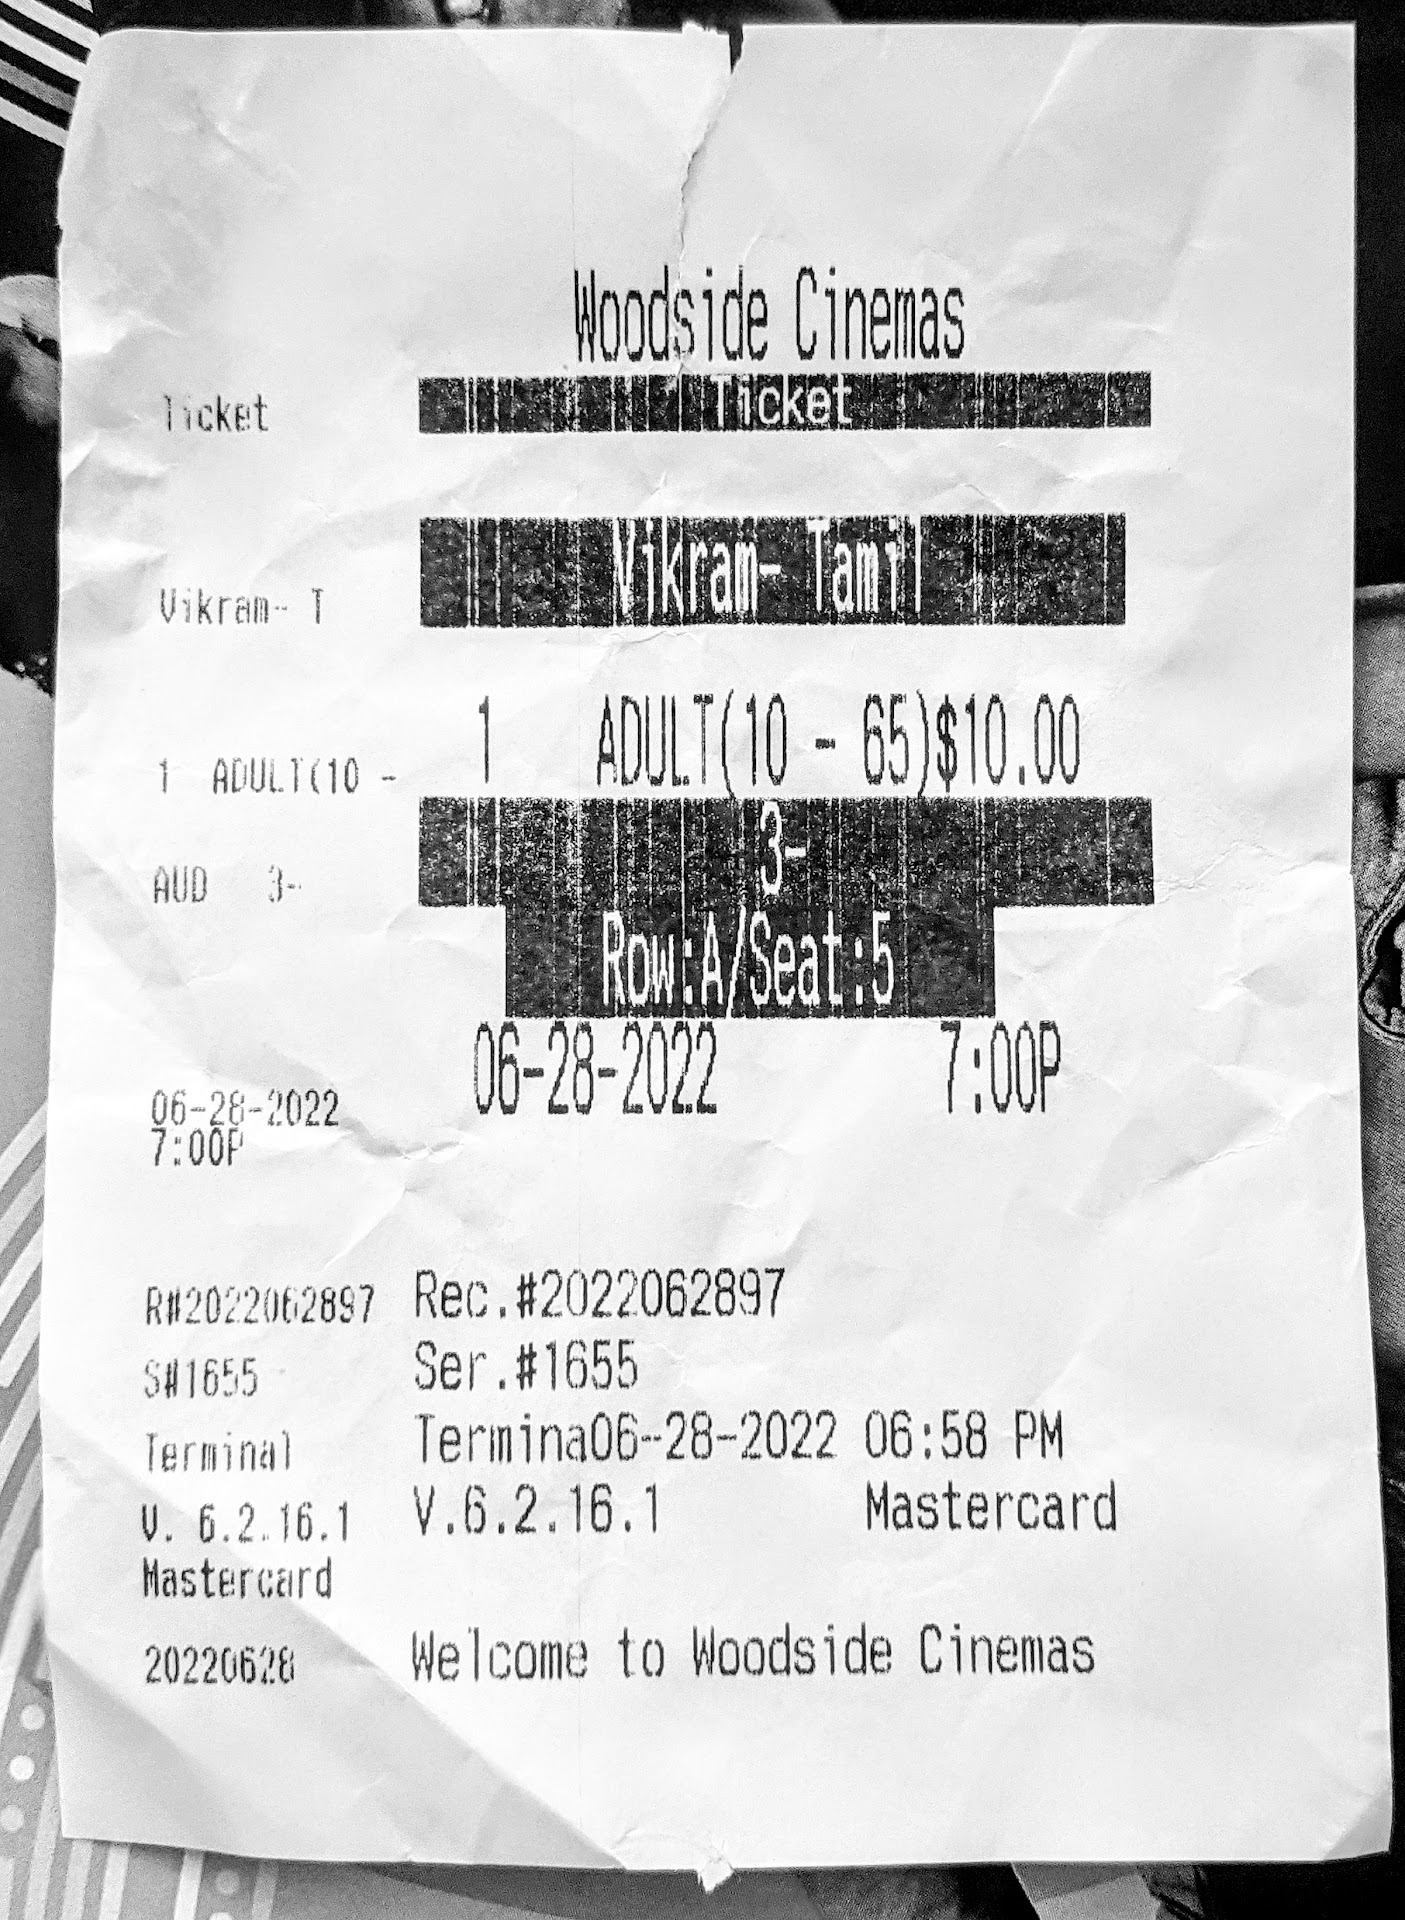 Woodside Cinemas
Ticket
Ticket
Vikram- Tamil
Vikram- T
1 ADULT(10 - 65)$10.00
1 ADULT(10 -
3-
AUD 3-
Row:A/Seat:5
06-28-2022 7:00P
06-28-2022
7:00P
R#2022062897
Rec.#2022062897
S#1655
Ser.#1655
Terminal
Termina06-28-2022 06:58 PM
V. 6.2.16.1
V.6.2.16.1 Mastercard
Mastercard
20220628
Welcome to Woodside Cinemas